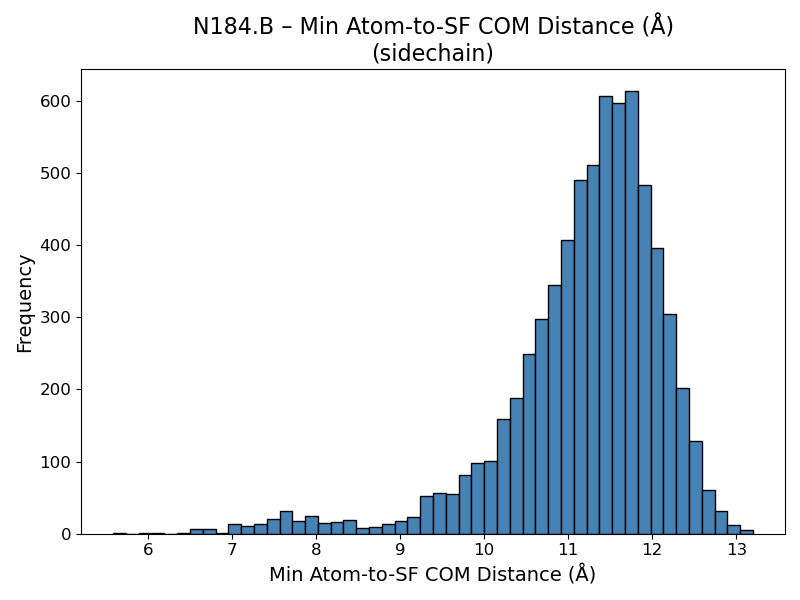 N184.B – Min Atom-to-SF COM Distance (Å)
(sidechain)
Frequency
600
500
400
300
200
100
0
6 7 8 9 10 11 12 13
Min Atom-to-SF COM Distance (Å)